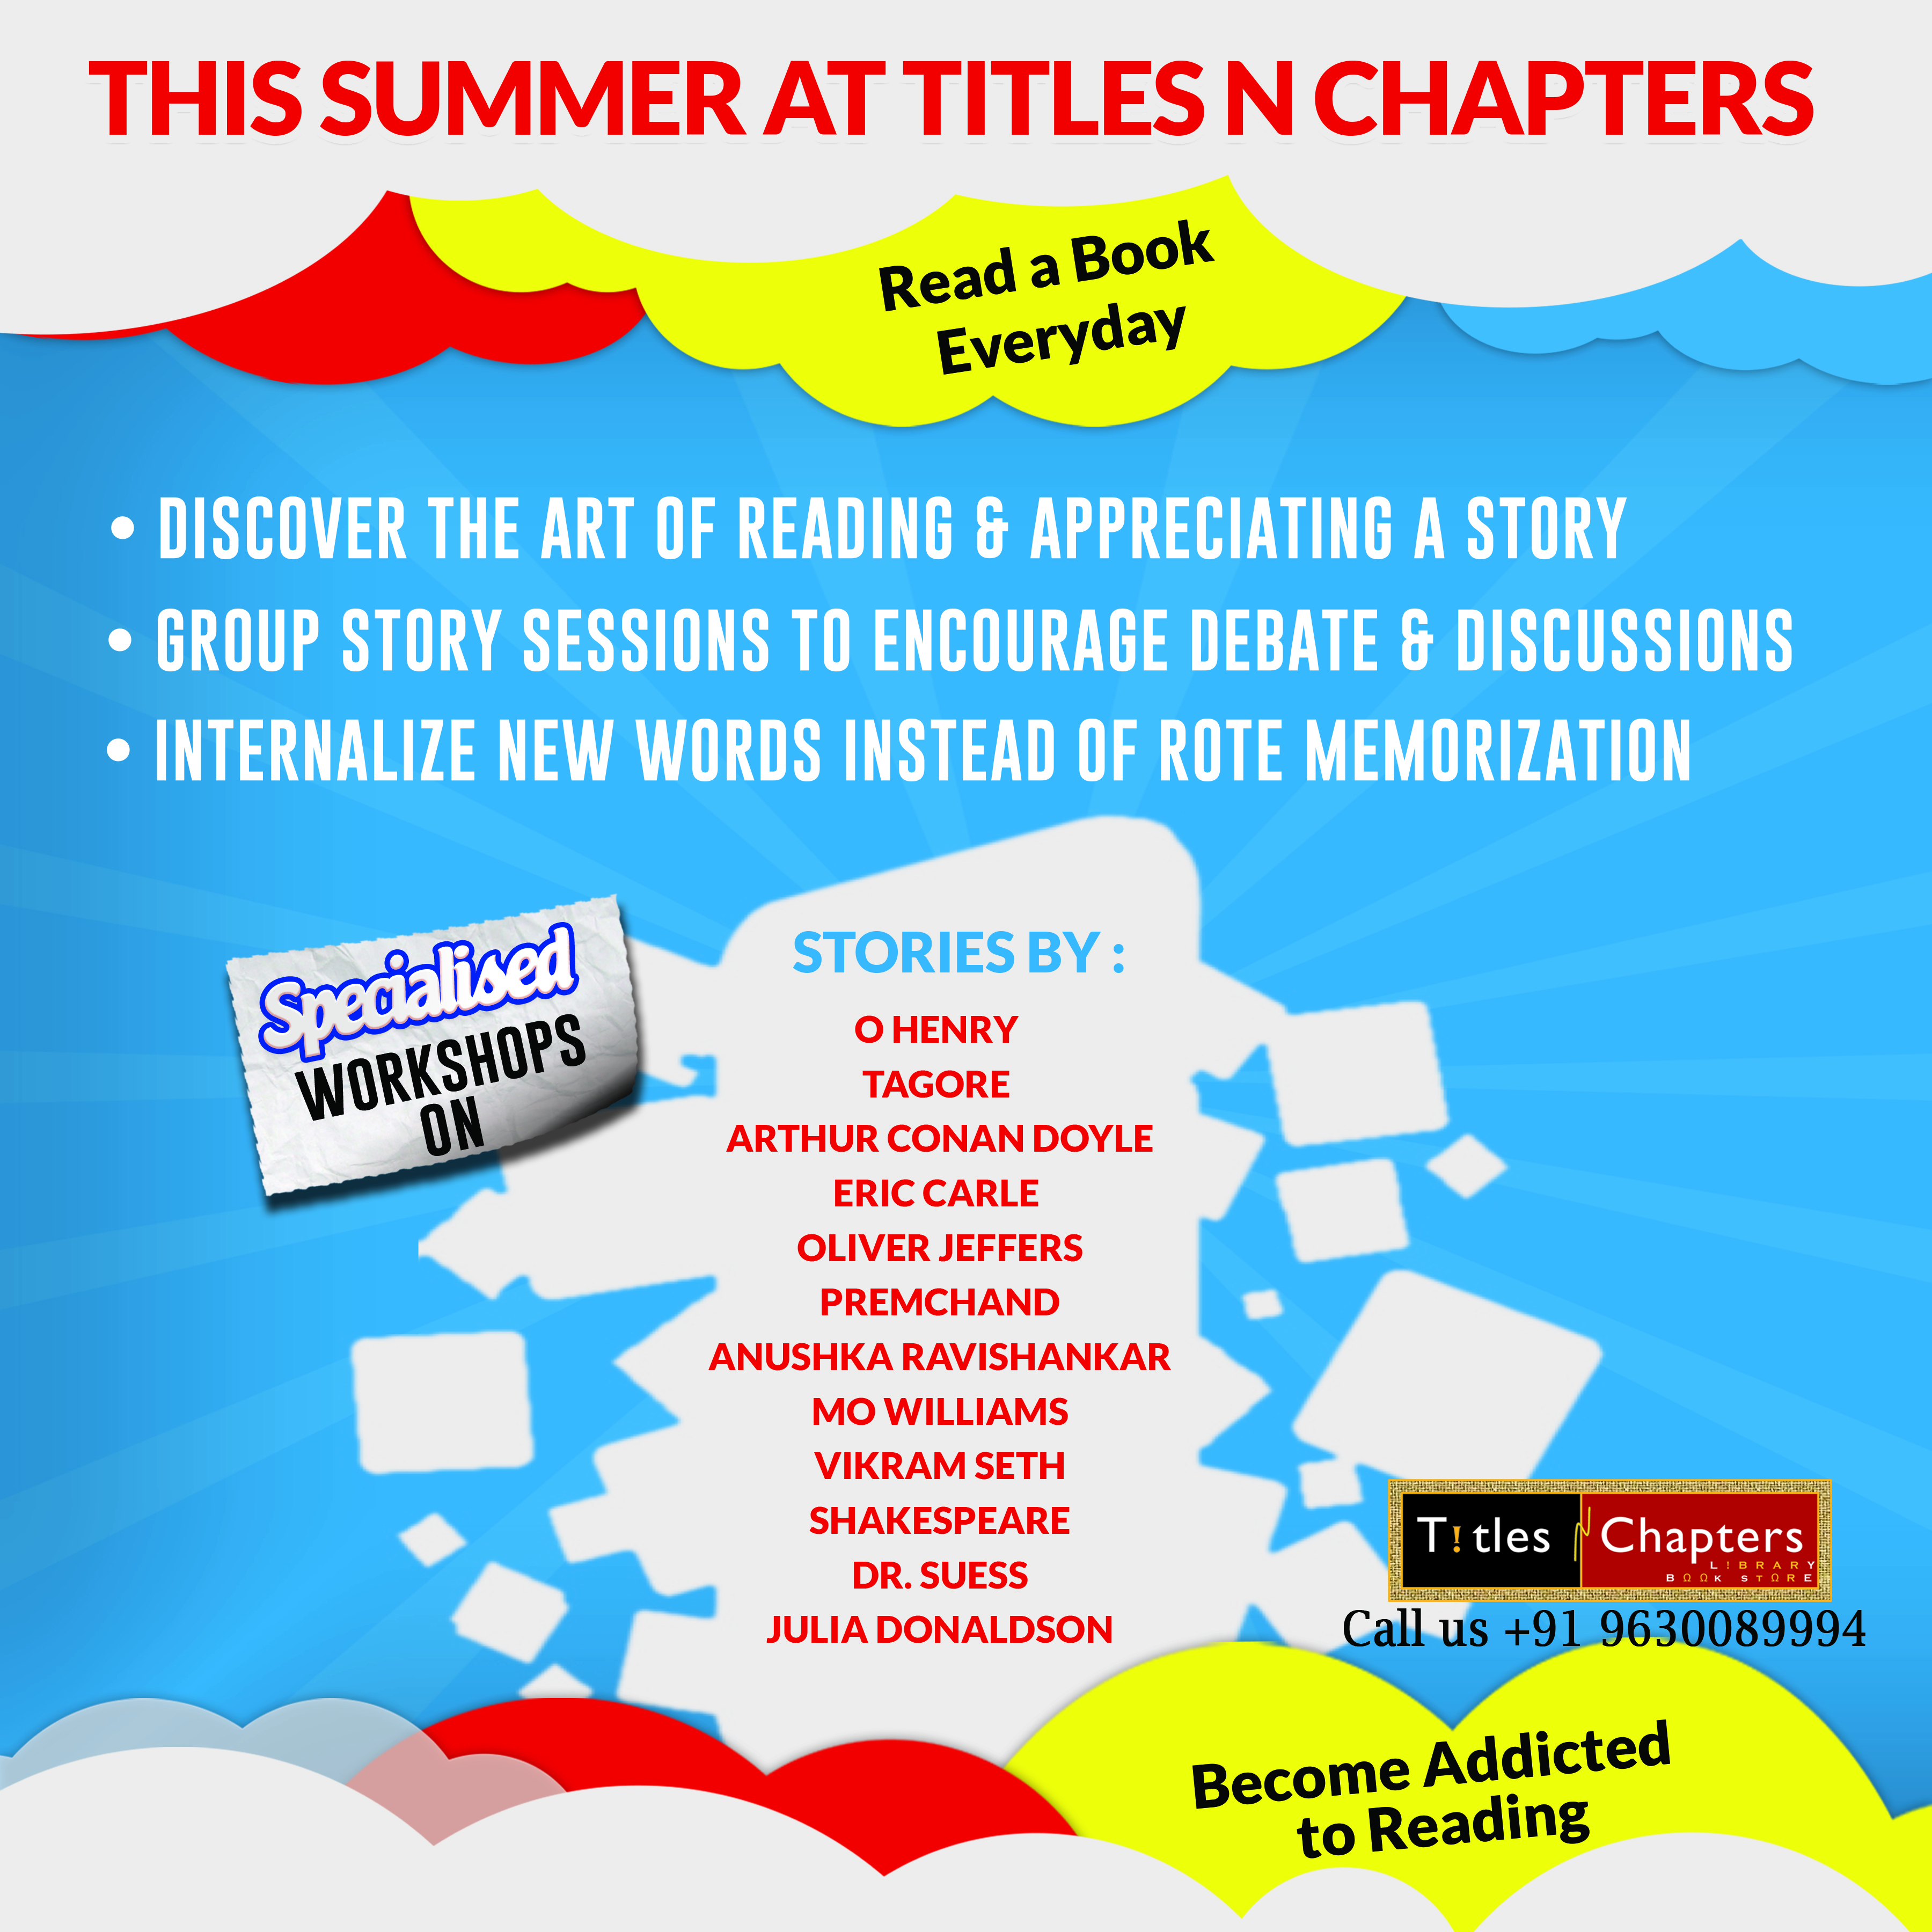 THIS SUMMER AT TITLES N CHAPTERS
Read a Book
Everyday
• DISCOVER THE ART OF READING & APPRECIATING A STORY
• GROUP STORY SESSIONS TO ENCOURAGE DEBATE & DISCUSSIONS
• INTERNALIZE NEW WORDS INSTEAD OF ROTE MEMORIZATION
Specialised
WORKSHOPS
ON
STORIES BY :
O HENRY
TAGORE
ARTHUR CONAN DOYLE
ERIC CARLE
OLIVER JEFFERS
PREMCHAND
ANUSHKA RAVISHANKAR
MO WILLIAMS
VIKRAM SETH
SHAKESPEARE
DR. SUESS
JULIA DONALDSON
T!tles N Chapters
L!BRARY
BOOK STORE
Call us +91 9630089994
Become Addicted
to Reading